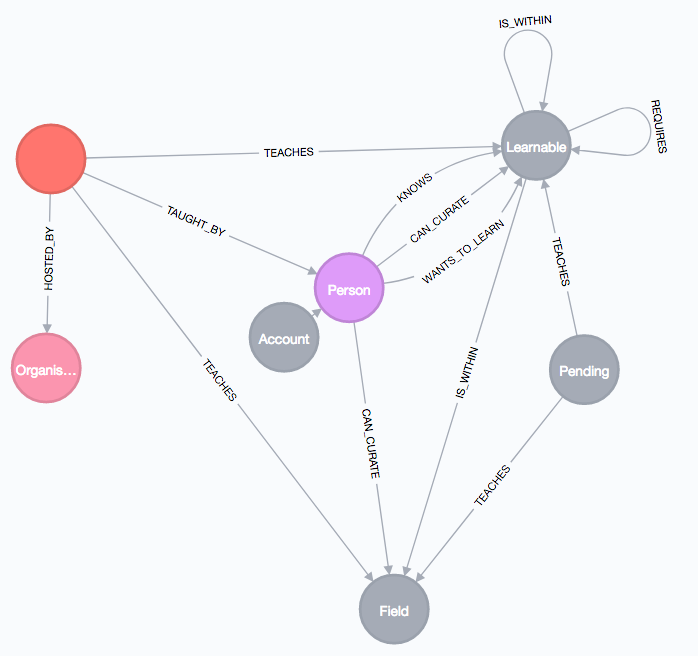 IS_WITHIN
REQUIRES
Learnable
TEACHES
KNOWS
TAUGHT_BY
CAN_CURATE
WANTS_TO_LEARN
HOSTED_BY
TEACHES
Person
Account
Organis...
Pending
TEACHES
IS_WITHIN
CAN_CURATE
TEACHES
Field